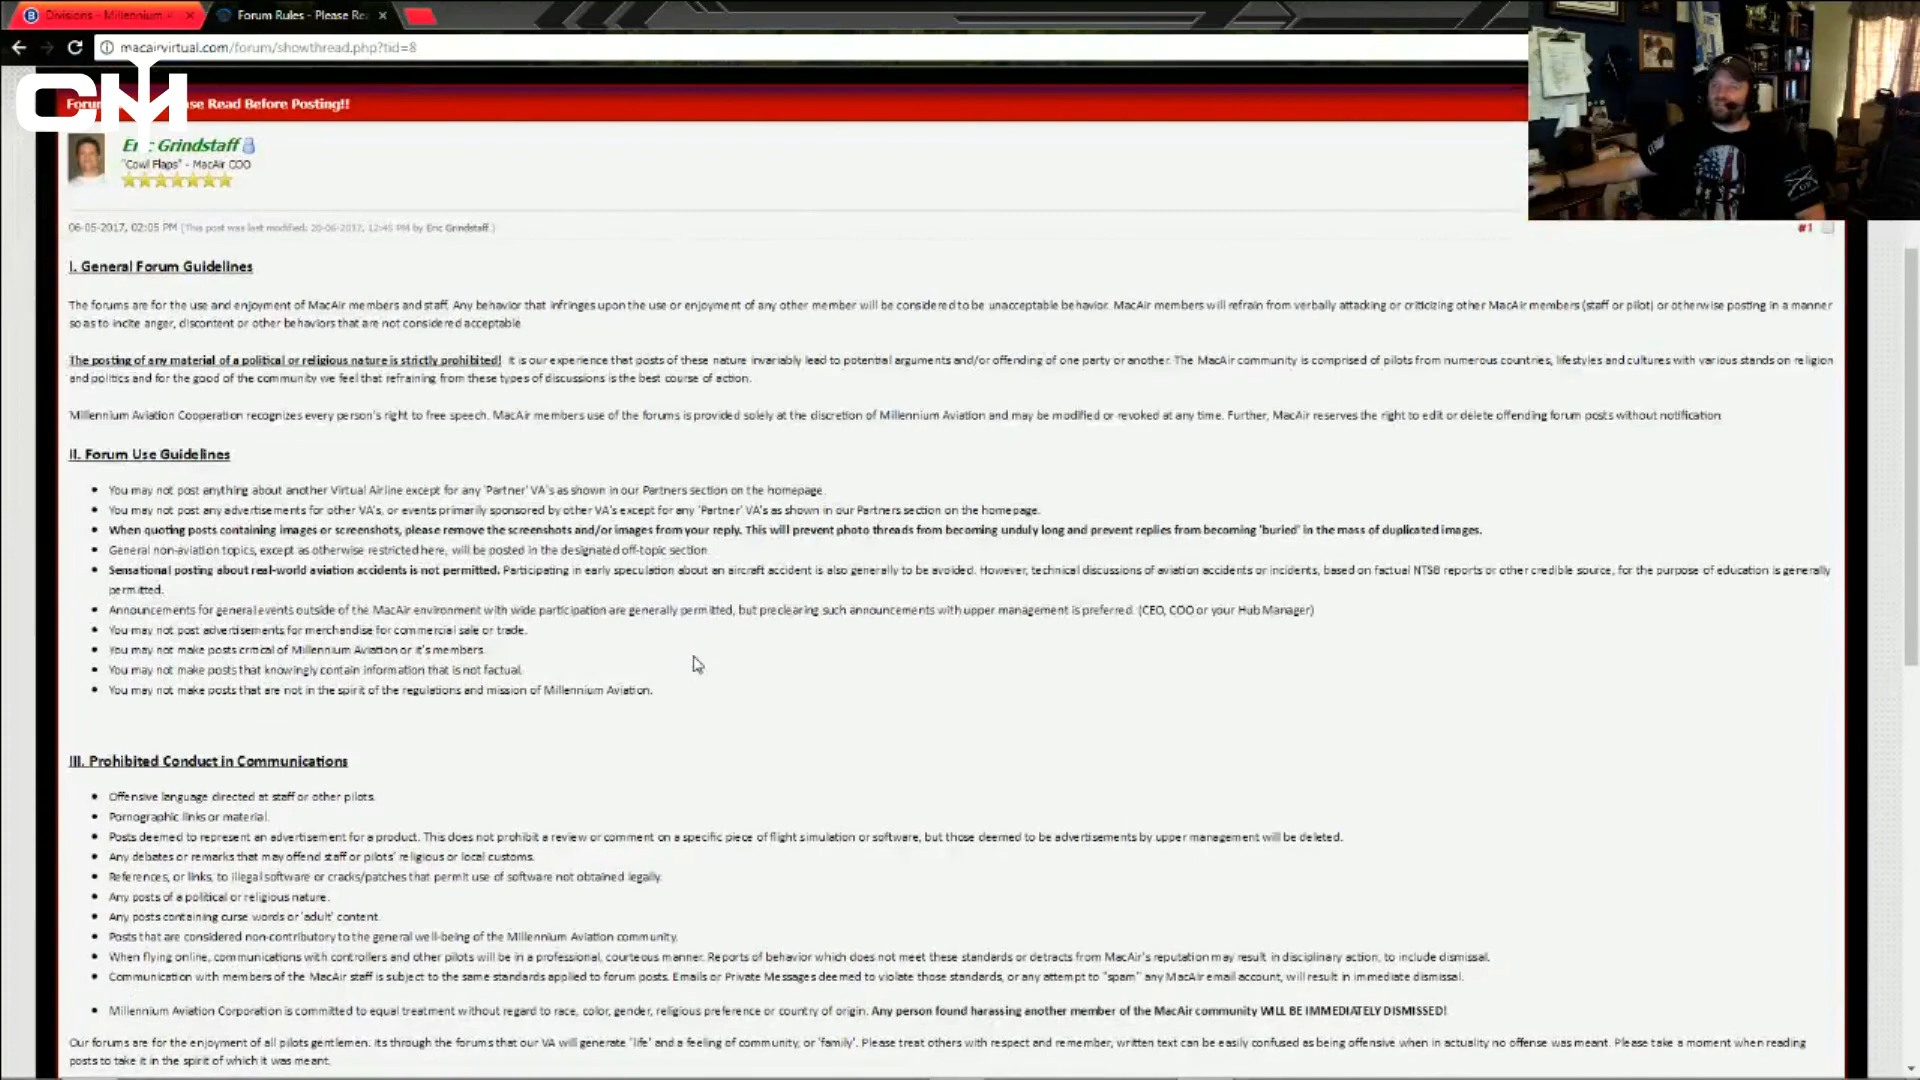 Divisions - Millennium
Forum Rules - Please Re
macairvirtual.com/forum/showthread.php?tid=8
CM
Read Before Posting!!
Eric Grindstaff
"Cowl Flaps" - MacAir COO
06-05-2017, 02:05 PM (This post was last modified: 20-06-2017, 12:45 PM by Eric Grindstaff.)
#1
I. General Forum Guidelines
The forums are for the use and enjoyment of MacAir members and staff. Any behavior that infringes upon the use or enjoyment of any other member will be considered to be unacceptable behavior. MacAir members will refrain from verbally attacking or criticizing other MacAir members (staff or pilot) or otherwise posting in a manner
so as to incite anger, discontent or other behaviors that are not considered acceptable
The posting of any material of a political or religious nature is strictly prohibited! It is our experience that posts of these nature invariably lead to potential arguments and/or offending of one party or another. The MacAir community is comprised of pilots from numerous countries, lifestyles and cultures with various stands on religion
and politics and for the good of the community we feel that refraining from these types of discussions is the best course of action.
Millennium Aviation Cooperation recognizes every person's right to free speech. MacAir members use of the forums is provided solely at the discretion of Millennium Aviation and may be modified or revoked at any time. Further, MacAir reserves the right to edit or delete offending forum posts without notification
II. Forum Use Guidelines
• You may not post anything about another Virtual Airline except for any 'Partner' VA's as shown in our Partners section on the homepage.
• You may not post any advertisements for other VA's, or events primarily sponsored by other VA's except for any 'Partner' VA's as shown in our Partners section on the homepage.
• When quoting posts containing images or screenshots, please remove the screenshots and/or images from your reply. This will prevent photo threads from becoming unduly long and prevent replies from becoming 'buried' in the mass of duplicated images.
• General non-aviation topics, except as otherwise restricted here, will be posted in the designated off-topic section
• Sensational posting about real-world aviation accidents is not permitted. Participating in early speculation about an aircraft accident is also generally to be avoided. However, technical discussions of aviation accidents or incidents, based on factual NTSB reports or other credible source, for the purpose of education is generally
permitted.
• Announcements for general events outside of the MacAir environment with wide participation are generally permitted, but preclearing such announcements with upper management is preferred. (CEO, COO or your Hub Manager)
• You may not post advertisements for merchandise for commercial sale or trade.
• You may not make posts critical of Millennium Aviation or it's members.
• You may not make posts that knowingly contain information that is not factual.
• You may not make posts that are not in the spirit of the regulations and mission of Millennium Aviation.
III. Prohibited Conduct in Communications
• Offensive language directed at staff or other pilots.
• Pornographic links or material.
• Posts deemed to represent an advertisement for a product. This does not prohibit a review or comment on a specific piece of flight simulation or software, but those deemed to be advertisements by upper management will be deleted.
• Any debates or remarks that may offend staff or pilots' religious or local customs.
• References, or links, to illegal software or cracks/patches that permit use of software not obtained legally.
• Any posts of a political or religious nature.
• Any posts containing curse words or 'adult' content.
• Posts that are considered non-contributory to the general well-being of the Millennium Aviation community.
• When flying online, communications with controllers and other pilots will be in a professional, courteous manner. Reports of behavior which does not meet these standards or detracts from MacAir's reputation may result in disciplinary action, to include dismissal.
• Communication with members of the MacAir staff is subject to the same standards applied to forum posts. Emails or Private Messages deemed to violate those standards, or any attempt to "spam" any MacAir email account, will result in immediate dismissal.
• Millennium Aviation Corporation is committed to equal treatment without regard to race, color, gender, religious preference or country of origin. Any person found harassing another member of the MacAir community WILL BE IMMEDIATELY DISMISSED!
Our forums are for the enjoyment of all pilots gentlemen. Its through the forums that our VA will generate 'life' and a feeling of community, or 'family'. Please treat others with respect and remember, written text can be easily confused as being offensive when in actuality no offense was meant. Please take a moment when reading
posts to take it in the spirit of which it was meant.